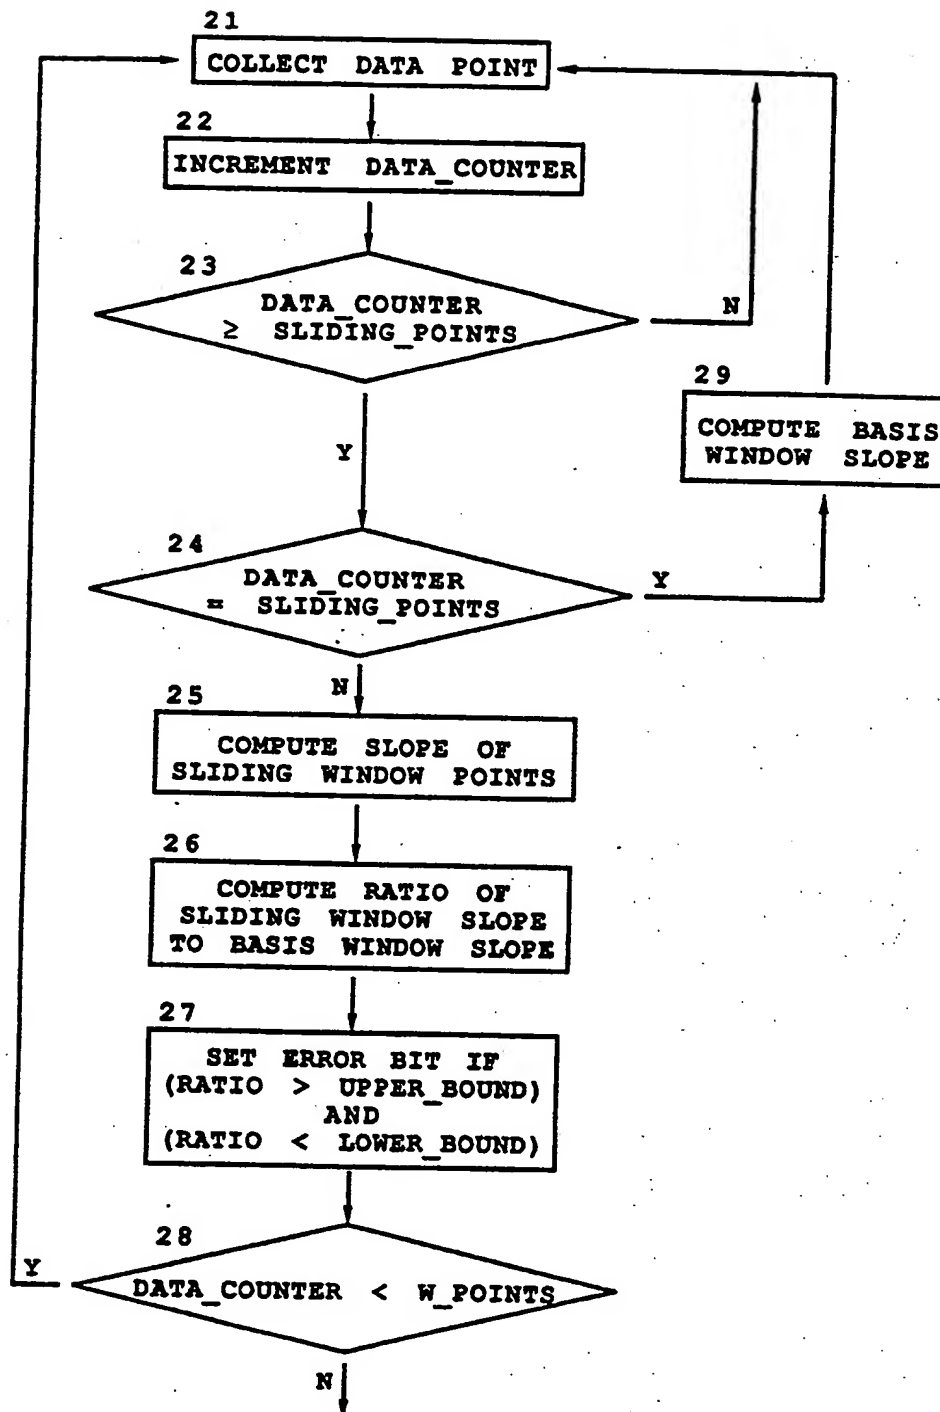 21
COLLECT DATA POINT
22
INCREMENT DATA_COUNTER
23
DATA_COUNTER
≥ SLIDING_POINTS
N
29
COMPUTE BASIS
WINDOW SLOPE
Y
24
DATA_COUNTER
= SLIDING_POINTS
Y
N
25
COMPUTE SLOPE OF
SLIDING WINDOW POINTS
26
COMPUTE RATIO OF
SLIDING WINDOW SLOPE
TO BASIS WINDOW SLOPE
27
SET ERROR BIT IF
(RATIO > UPPER_BOUND)
AND
(RATIO < LOWER_BOUND)
28
Y
DATA_COUNTER < W_POINTS
N